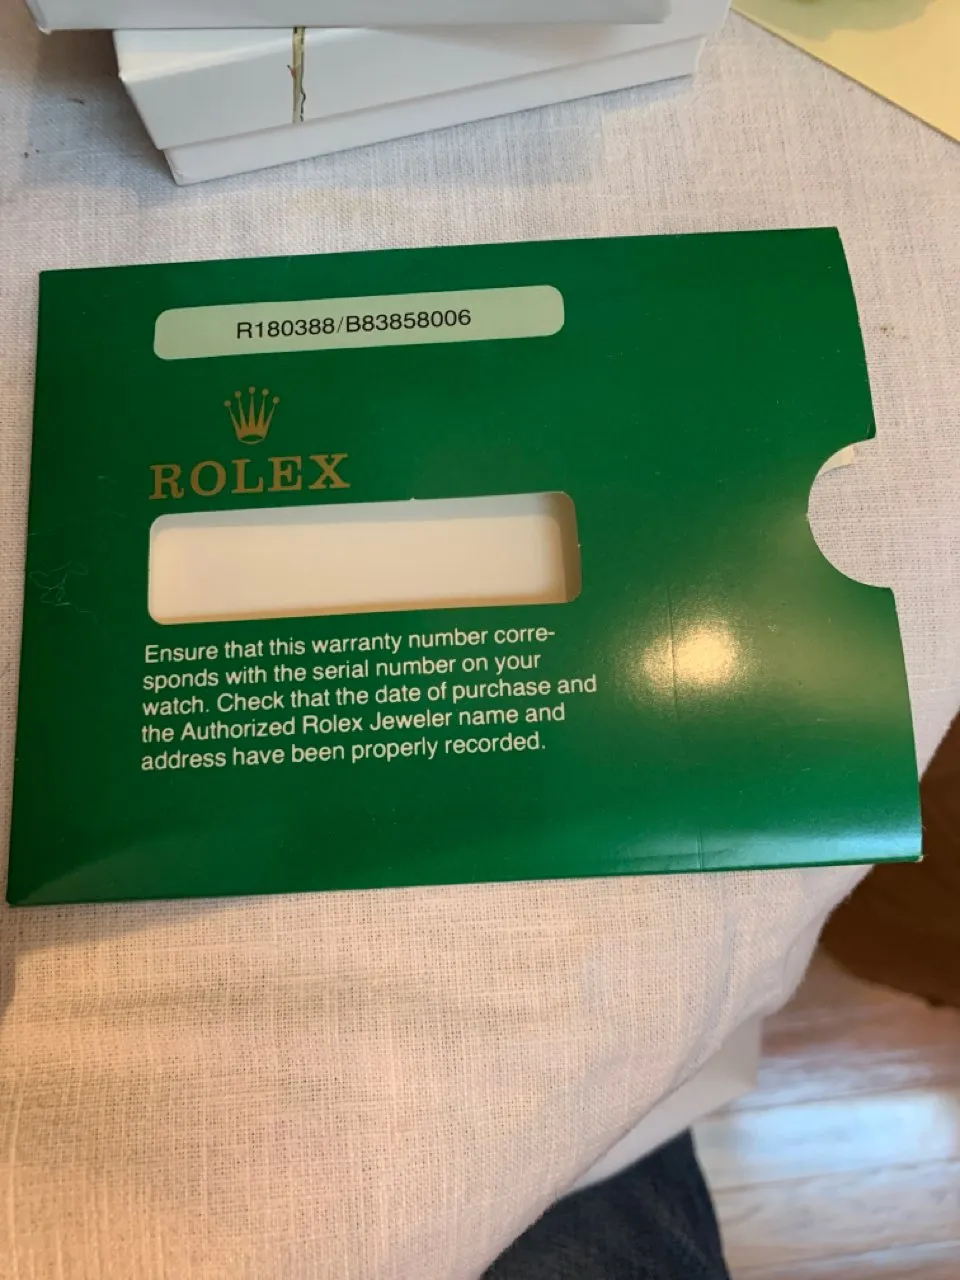 R180388/B83858006
ROLEX
Ensure that this warranty number corre-
sponds with the serial number on your
watch. Check that the date of purchase and
the Authorized Rolex Jeweler name and
address have been properly recorded.